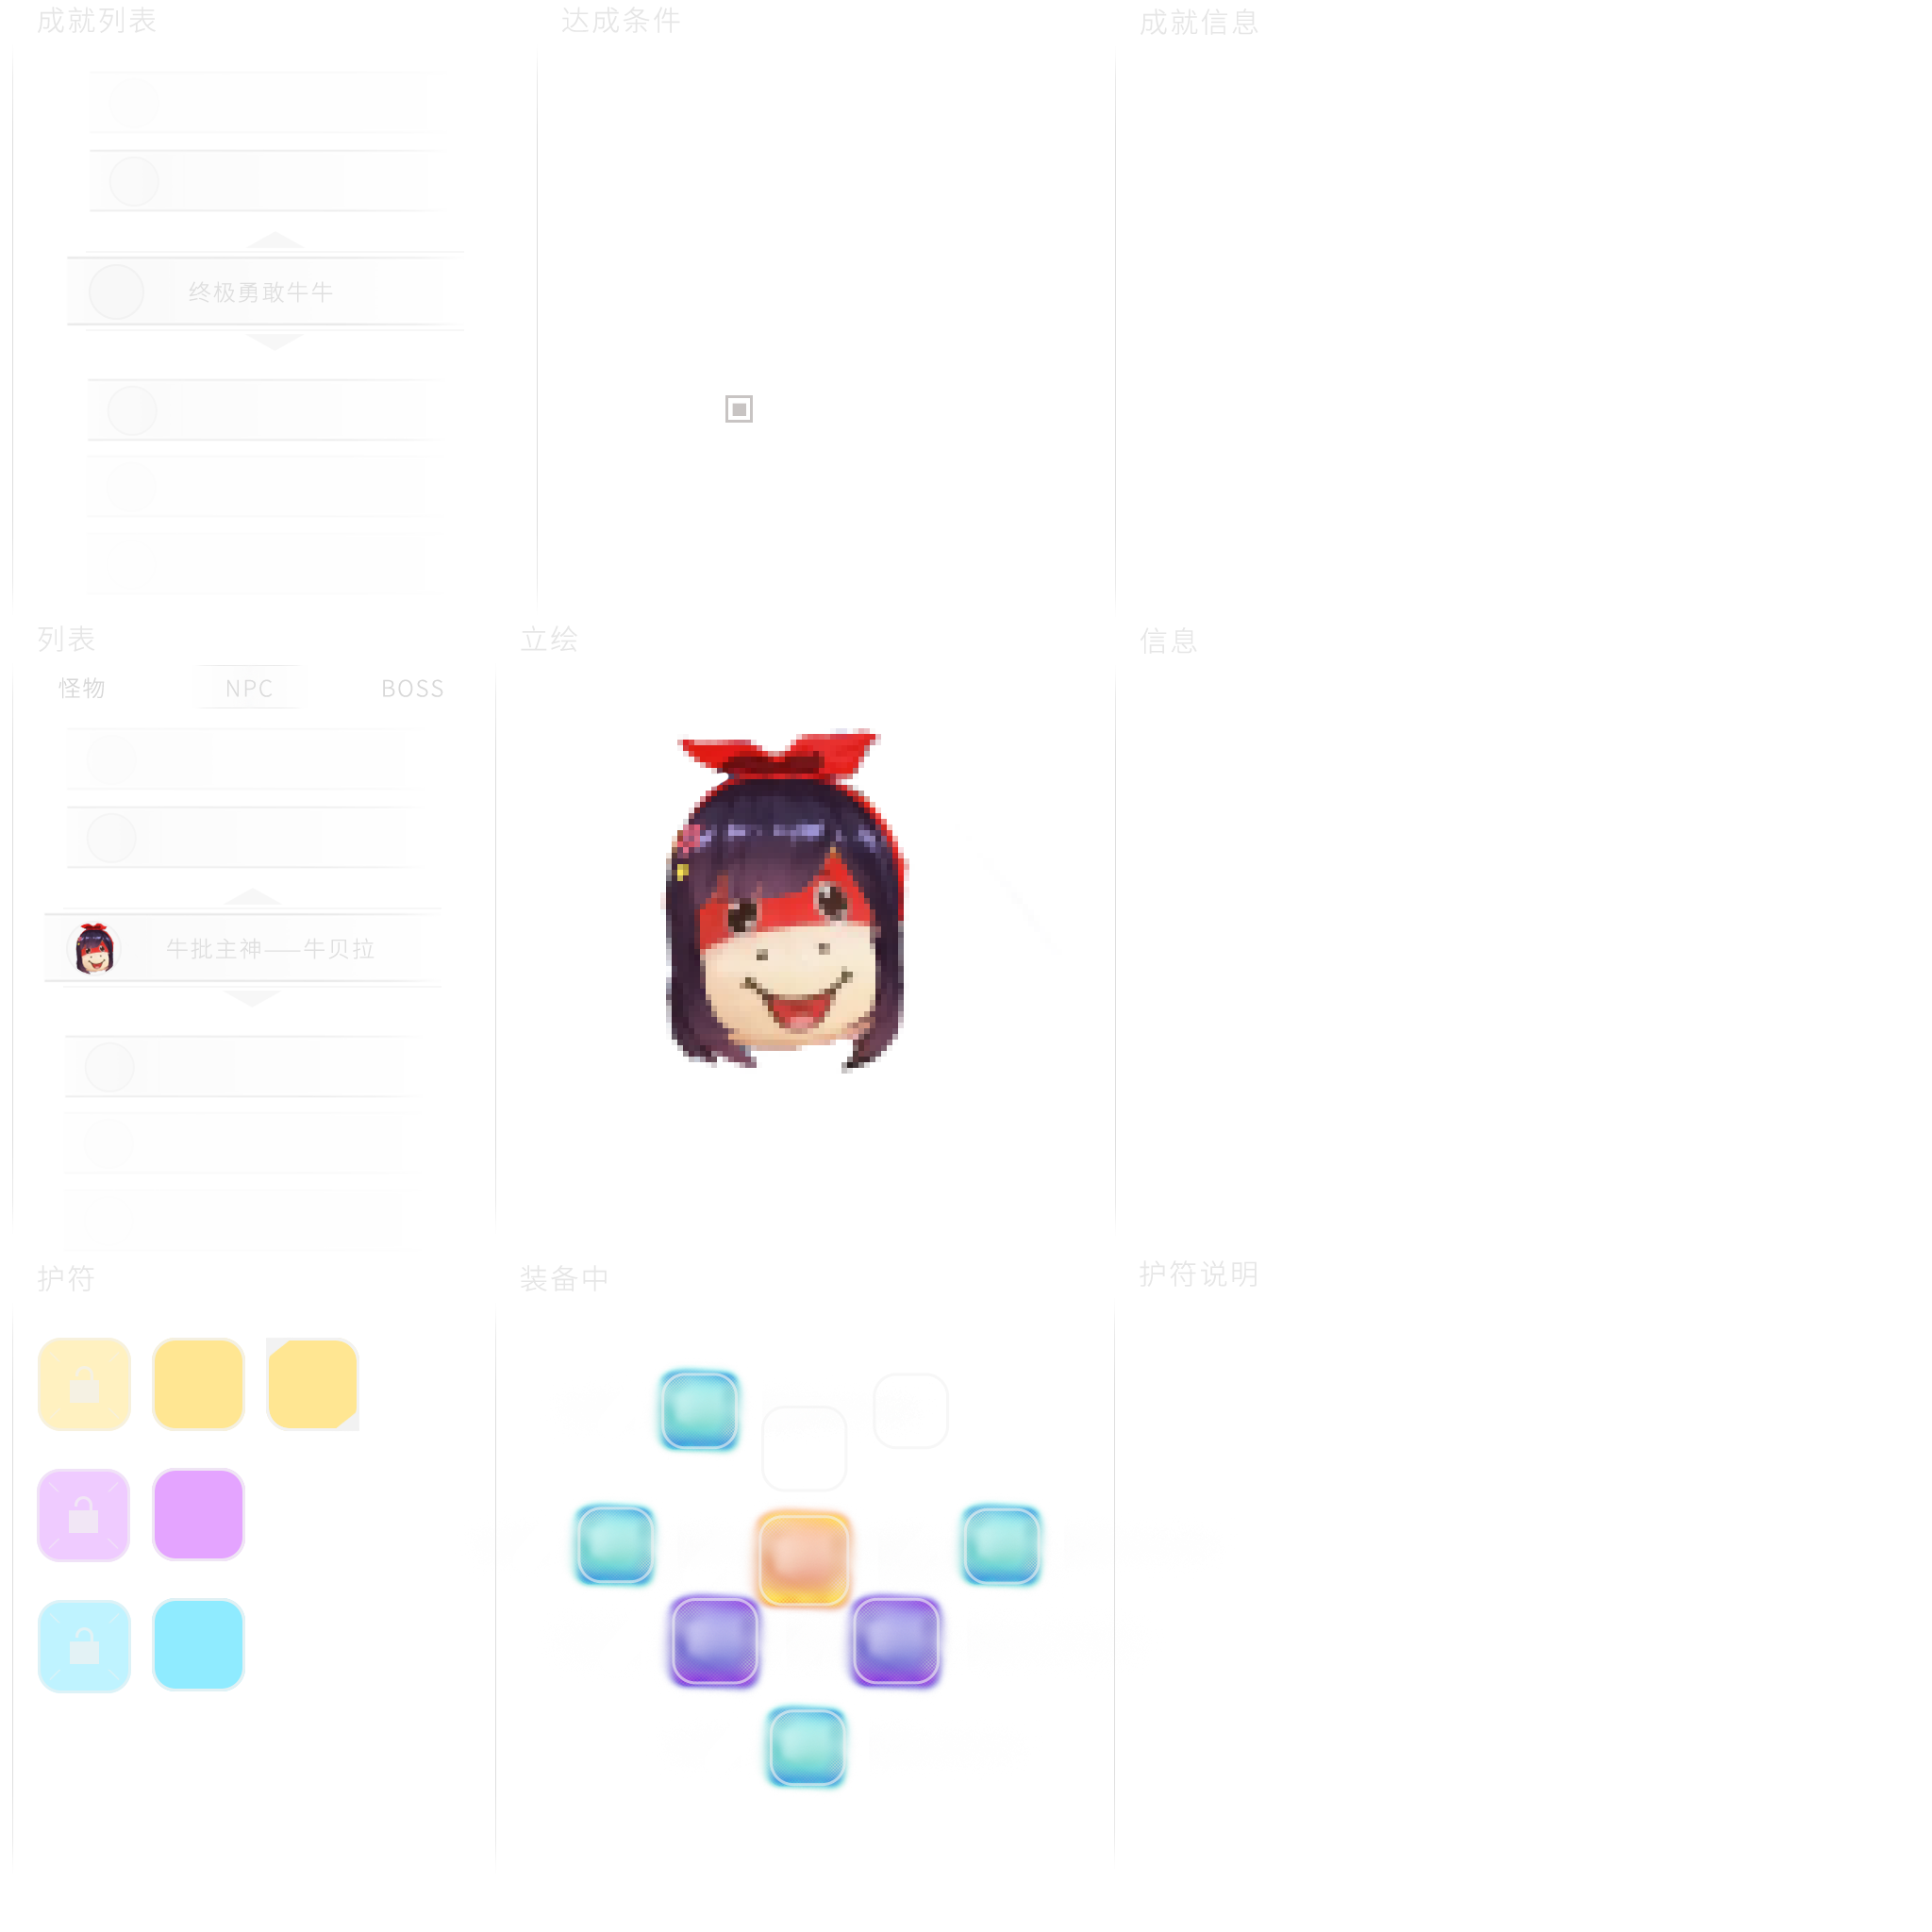 成就列表
达成条件
成就信息
终极勇敢牛牛
列表
立绘
信息
怪物
NPC
BOSS
牛批主神——牛贝拉
护符
装备中
护符说明